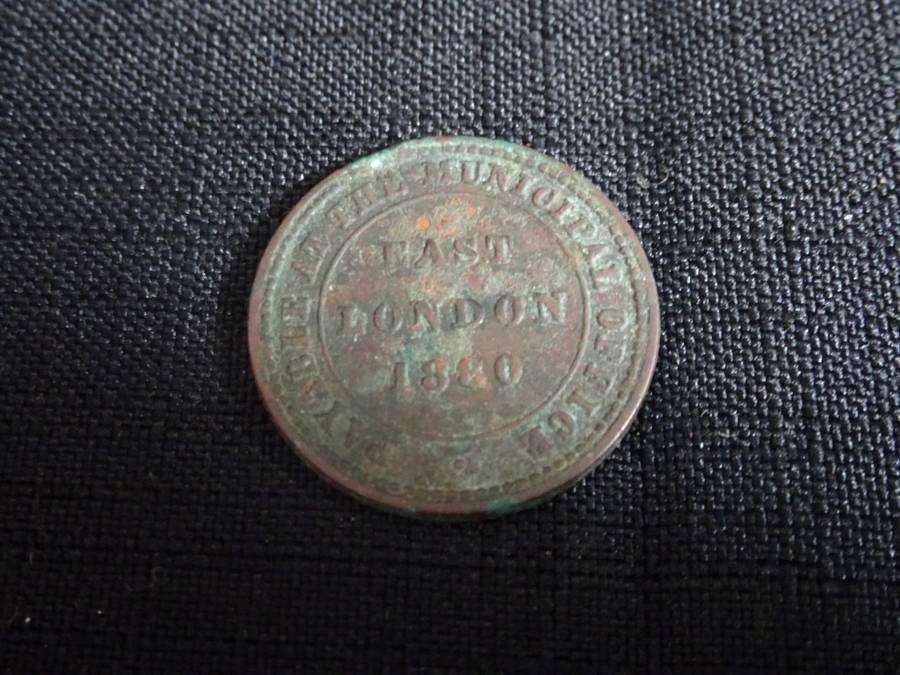 PAYABLE AT THE MUNICIPAL OFFICE
EAST
LONDON
1880